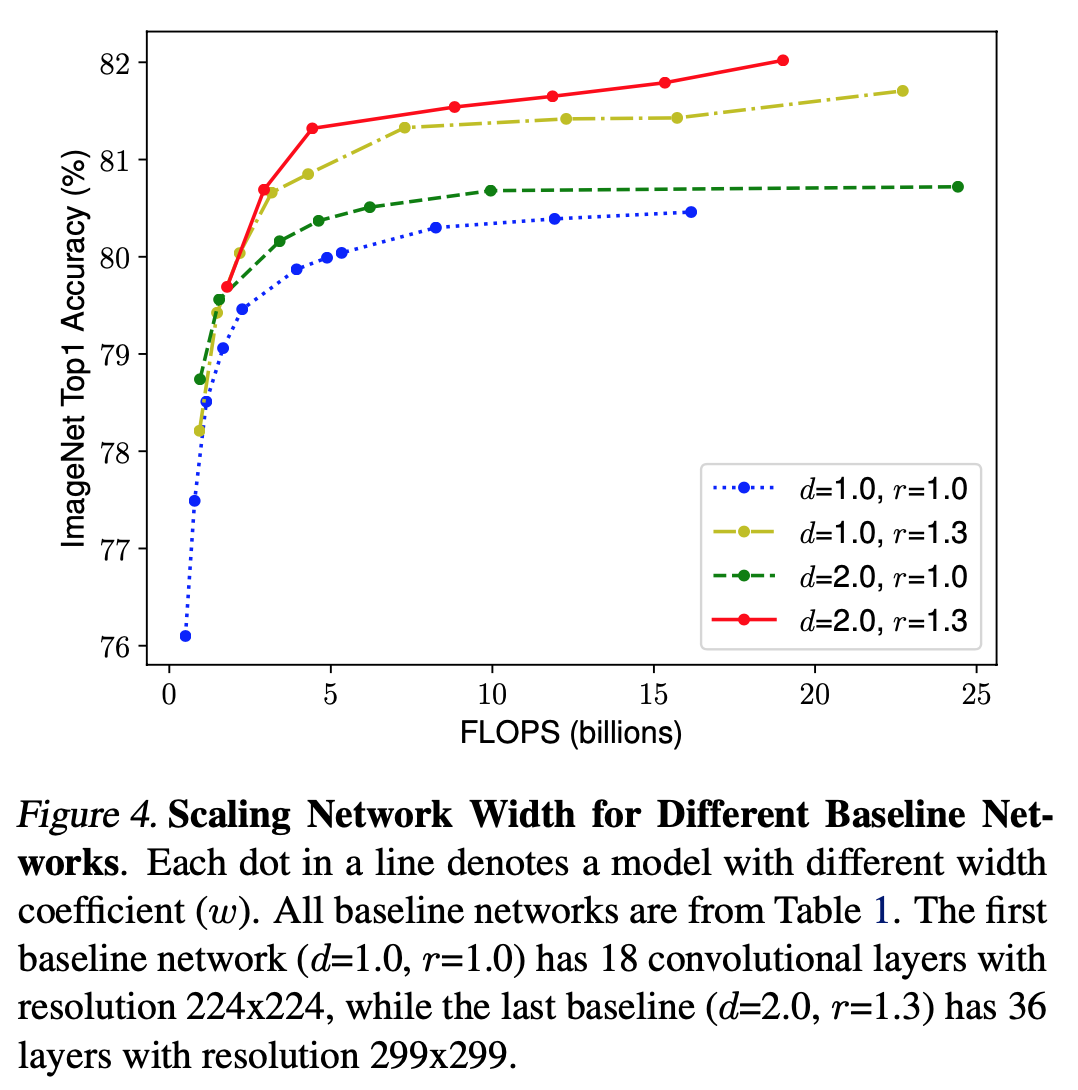 82
81
80
79
78
77
76
ImageNet Top1 Accuracy (%)
d=1.0, r=1.0
d=1.0, r=1.3
d=2.0, r=1.0
d=2.0, r=1.3
0 5 10 15 20 25
FLOPS (billions)
Figure 4. Scaling Network Width for Different Baseline Net-
works. Each dot in a line denotes a model with different width
coefficient (w). All baseline networks are from Table 1. The first
baseline network (d=1.0, r=1.0) has 18 convolutional layers with
resolution 224x224, while the last baseline (d=2.0, r=1.3) has 36
layers with resolution 299x299.